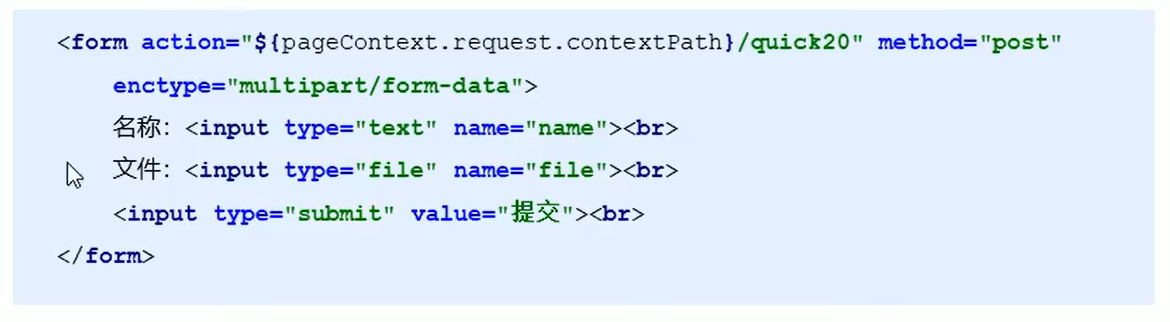 <form action="${pageContext.request.contextPath}/quick20" method="post"
enctype="multipart/form-data">
名称：<input type="text" name="name"><br>
文件：<input type="file" name="file"><br>
<input type="submit" value="提交"><br>
</form>